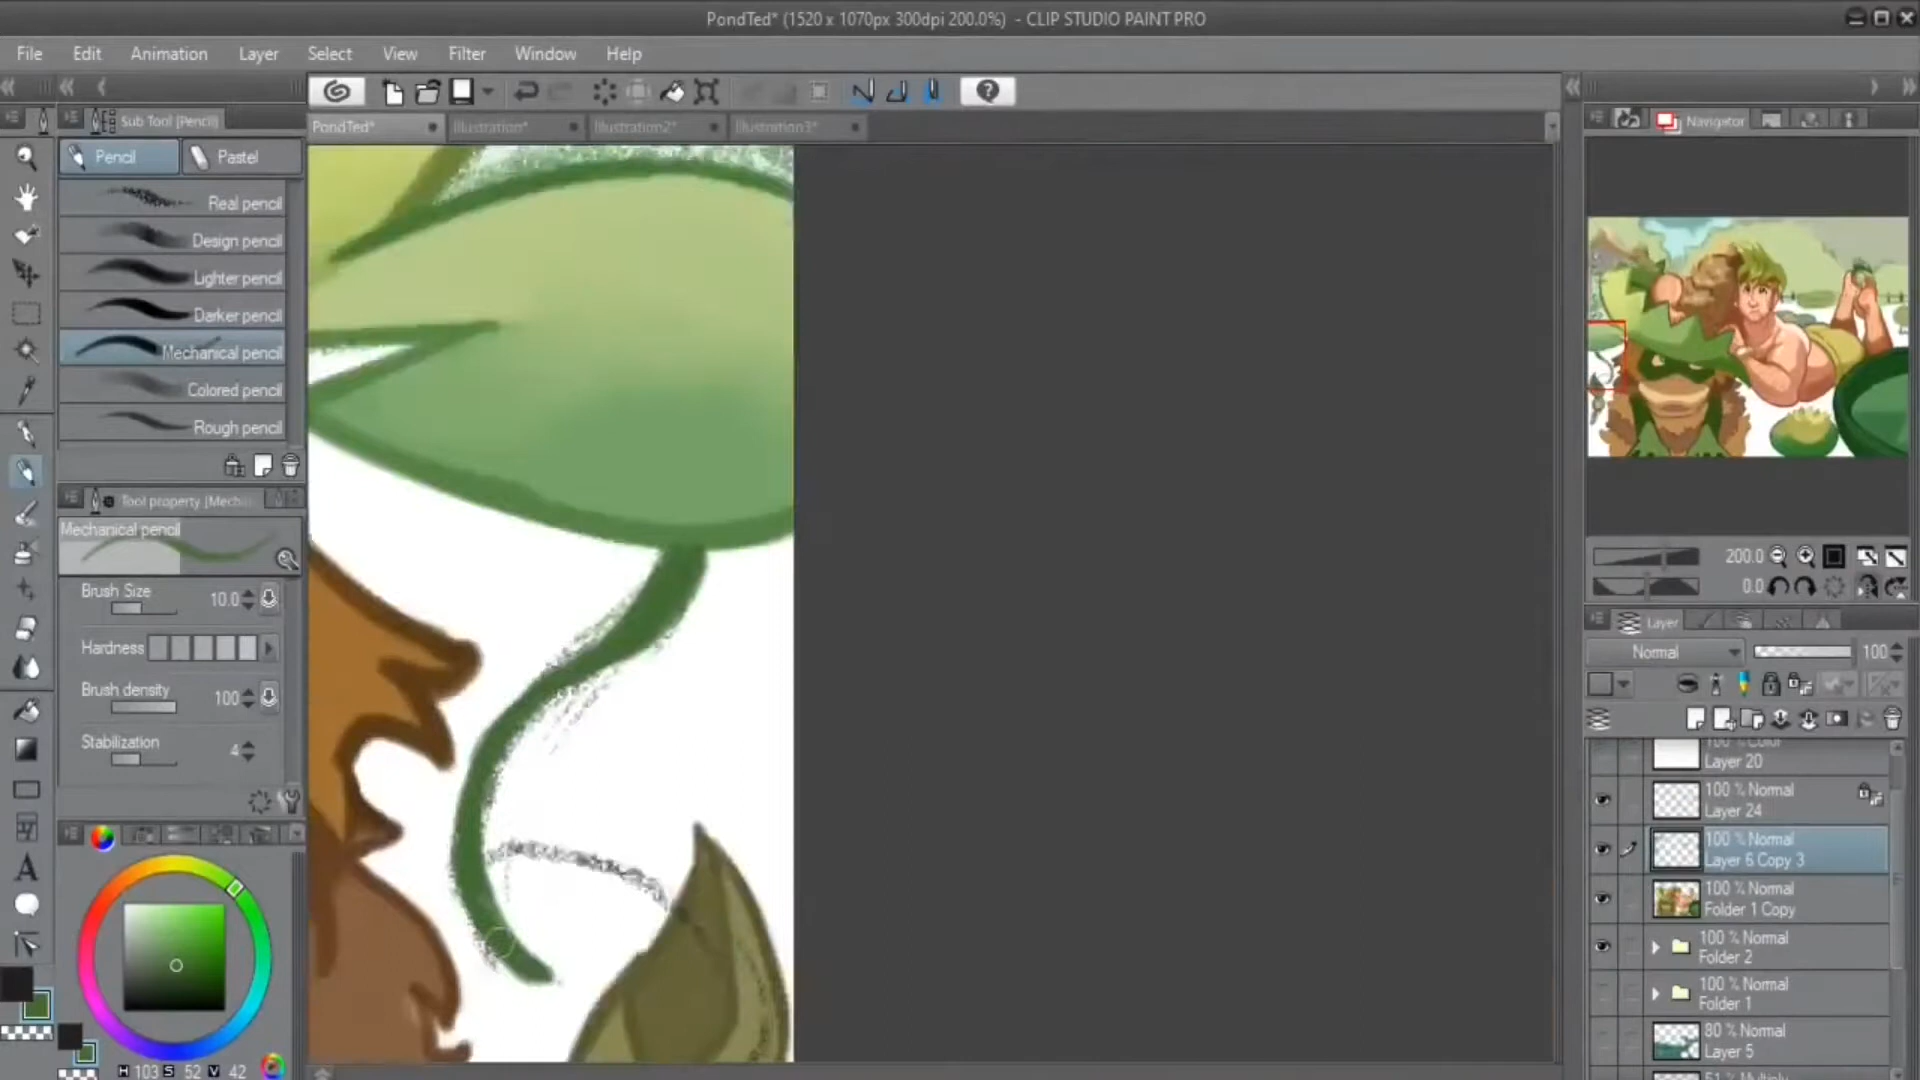 PondTed* (1520 x 1070px 300dpi 200.0%) - CLIP STUDIO PAINT PRO
File Edit Animation Layer Select View Filter Window Help
Sub Tool [Pencil]
PondTed* Illustration* Illustration2* Illustration3*
Navigator
Pencil Pastel
Real pencil
Design pencil
Lighter pencil
Darker pencil
Mechanical pencil
Colored pencil
Rough pencil
Tool property [Mech
Mechanical pencil
Brush Size 10.0
Hardness
Brush density 100
Stabilization 4
H 103 S 52 V 42
200.0
0.0
Layer
Normal 100
100 % Color
Layer 20
100 % Normal
Layer 24
100 % Normal
Layer 6 Copy 3
100 % Normal
Folder 1 Copy
100 % Normal
Folder 2
100 % Normal
Folder 1
80 % Normal
Layer 5
51 % Multiply